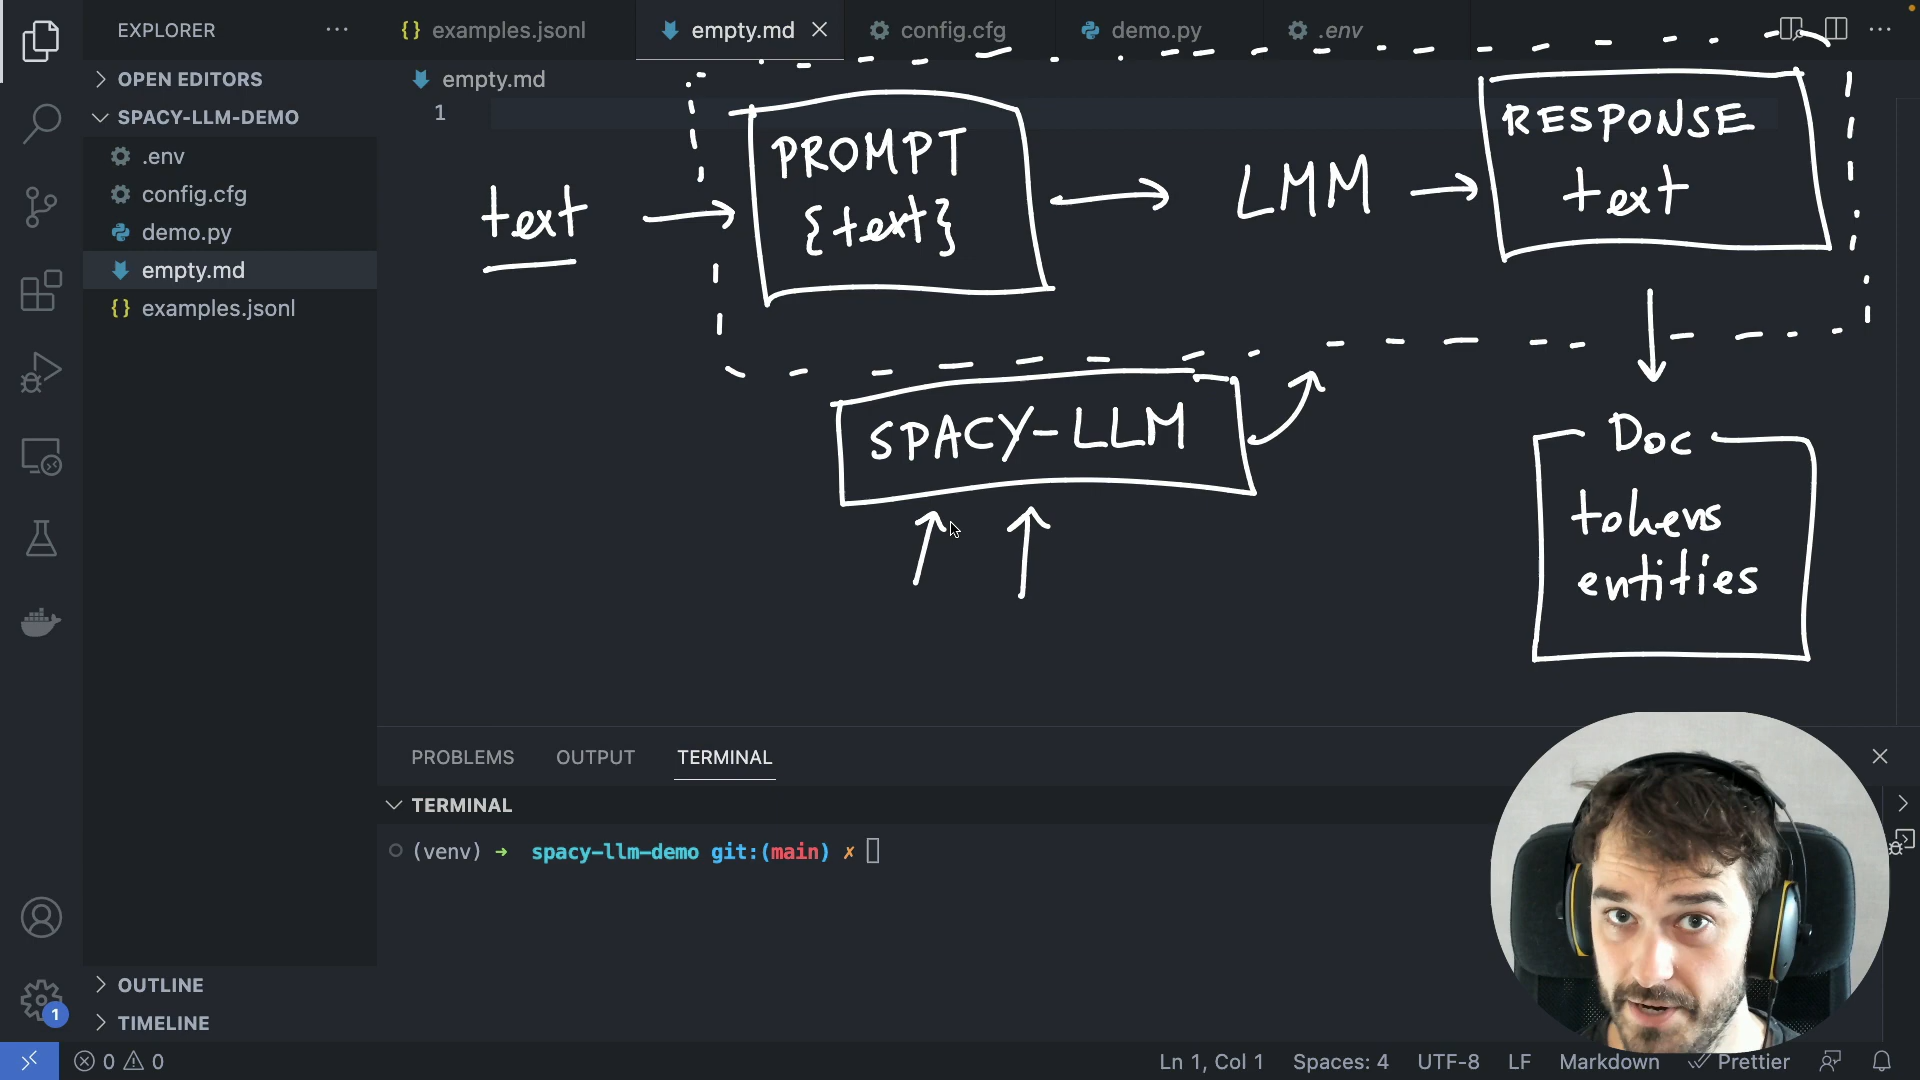 EXPLORER
OPEN EDITORS
SPACY-LLM-DEMO
.env
config.cfg
demo.py
empty.md
examples.jsonl
OUTLINE
TIMELINE
1
{} examples.jsonl
empty.md
config.cfg
demo.py
.env
empty.md
1
text
PROMPT
{text}
LMM
RESPONSE
text
SPACY-LLM
Doc
tokens
entities
PROBLEMS
OUTPUT
TERMINAL
TERMINAL
(venv) → spacy-llm-demo git:(main) ✗
0 0
Ln 1, Col 1
Spaces: 4
UTF-8
LF
Markdown
Prettier